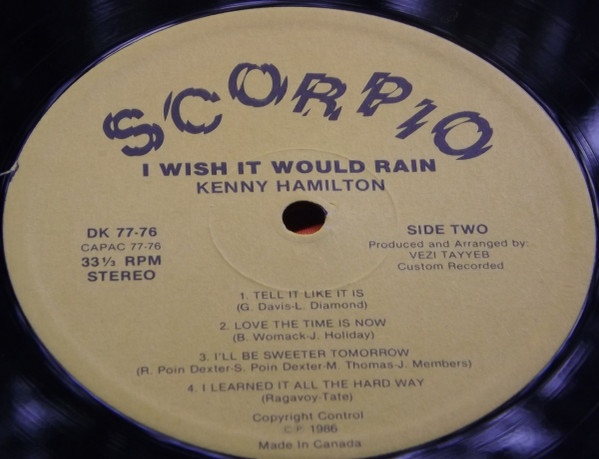 SCORPIO
I WISH IT WOULD RAIN
KENNY HAMILTON
DK 77-76
CAPAC 77-76
33⅓ RPM
STEREO
SIDE TWO
Produced and Arranged by:
VEZI TAYYEB
Custom Recorded
1. TELL IT LIKE IT IS
(G. Davis-L. Diamond)
2. LOVE THE TIME IS NOW
(B. Womack-J. Holiday)
3. I'LL BE SWEETER TOMORROW
(R. Poin Dexter-S. Poin Dexter-M. Thomas-J. Members)
4. I LEARNED IT ALL THE HARD WAY
(Ragavoy-Tate)
Copyright Control
C P 1986
Made In Canada